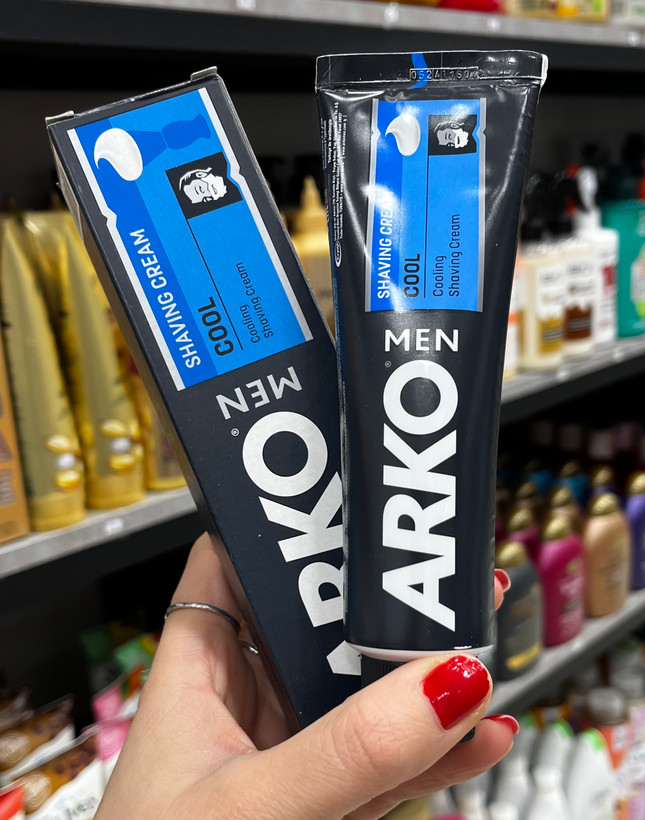 SHAVING CREAM
COOL
Cooling
Shaving Cream
MEN
ARKO
SHAVING CREAM
COOL
Cooling
Shaving Cream
MEN
ARKO